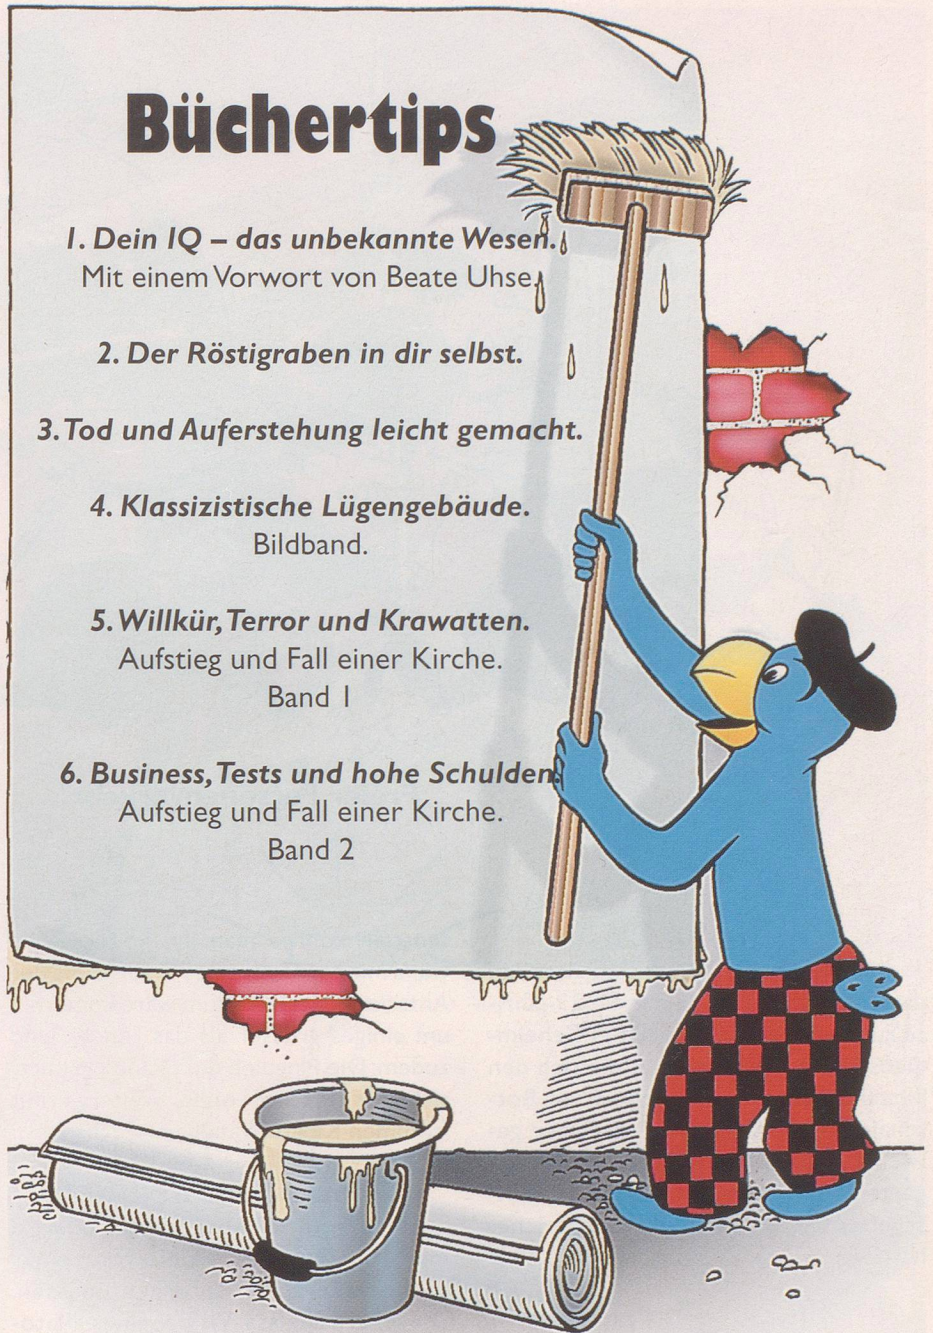 Büchertips
1. Dein IQ – das unbekannte Wesen.
Mit einem Vorwort von Beate Uhse.
2. Der Röstigraben in dir selbst.
3. Tod und Auferstehung leicht gemacht.
4. Klassizistische Lügengebäude.
Bildband.
5. Willkür, Terror und Krawatten.
Aufstieg und Fall einer Kirche.
Band 1
6. Business, Tests und hohe Schulden.
Aufstieg und Fall einer Kirche.
Band 2